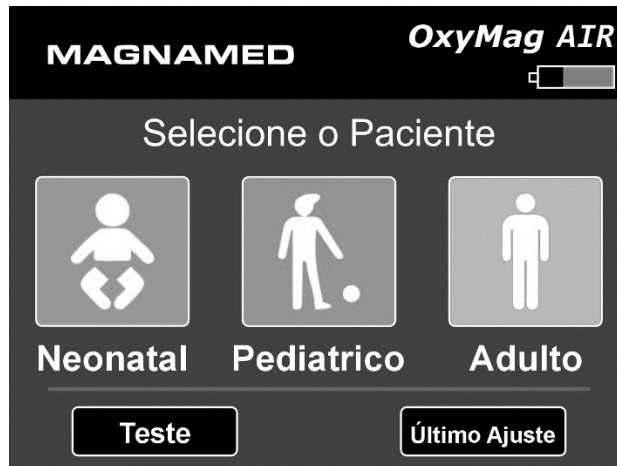 MAGNAMED
OxyMag AIR
Selecione o Paciente
Neonatal Pediatrico Adulto
Teste Último Ajuste